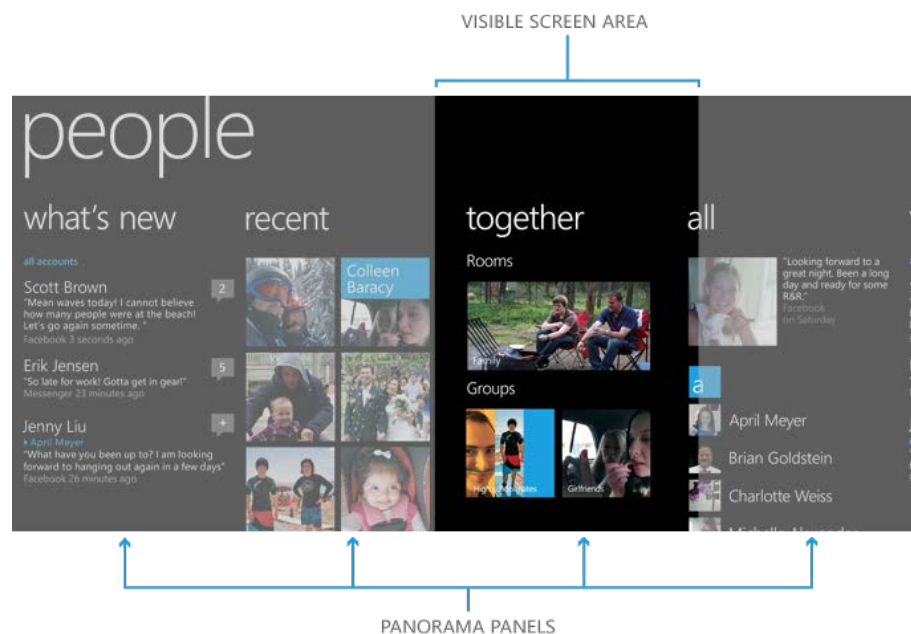 VISIBLE SCREEN AREA
people
what's new
all accounts
Scott Brown
2
"Mean waves today! I cannot believe
how many people were at the beach!
Let's go again sometime. "
Facebook 3 seconds ago
Erik Jensen
5
"So late for work! Gotta get in gear!"
Messenger 23 minutes ago
Jenny Liu
+
April Meyer
"What have you been up to? I am looking
forward to hanging out again in a few days"
Facebook 26 minutes ago
recent
Colleen
Baracy
together
Rooms
Family
Groups
Girlfriends
all
"Looking forward to a
great night. Been a long
day and ready for some
R&R."
Facebook
on Saturday
a
April Meyer
Brian Goldstein
Charlotte Weiss
PANORAMA PANELS